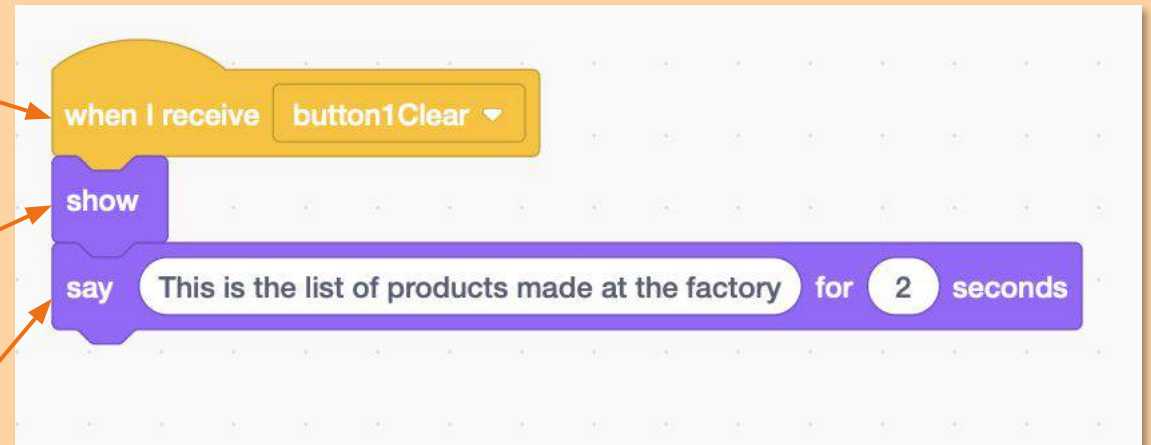 when I receive button1Clear
show
say This is the list of products made at the factory for 2 seconds